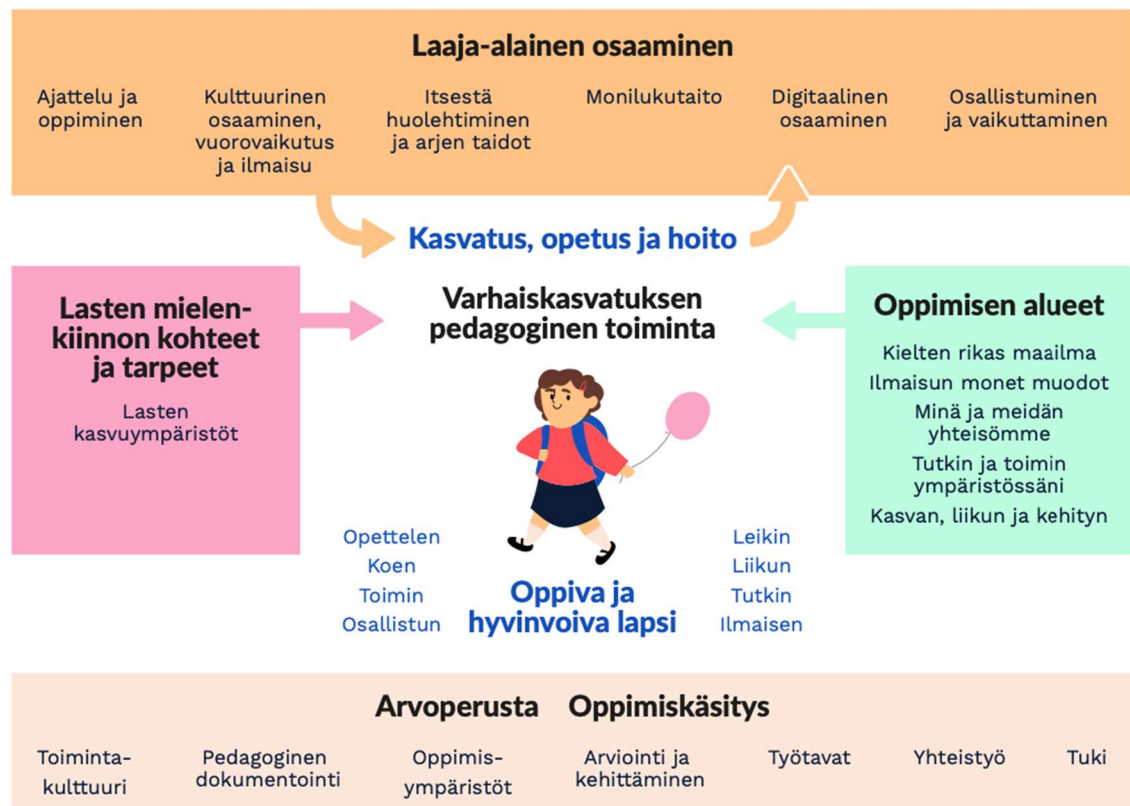 Laaja-alainen osaaminen
Ajattelu ja
oppiminen
Kulttuurinen
osaaminen,
vuorovaikutus
ja ilmaisu
Itsestä
huolehtiminen
ja arjen taidot
Monilukutaito
Digitaalinen
osaaminen
Osallistuminen
ja vaikuttaminen
Kasvatus, opetus ja hoito
Lasten mielen-
kiinnon kohteet
ja tarpeet
Lasten
kasvuympäristöt
Varhaiskasvatuksen
pedagoginen toiminta
Oppimisen alueet
Kielten rikas maailma
Ilmaisun monet muodot
Minä ja meidän
yhteisömme
Tutkin ja toimin
ympäristössäni
Kasvan, liikun ja kehityn
Opettelen
Koen
Toimin
Osallistun
Oppiva ja
hyvinvoiva lapsi
Leikin
Liikun
Tutkin
Ilmaisen
Arvoperusta Oppimiskäsitys
Toiminta-
kulttuuri
Pedagoginen
dokumentointi
Oppimis-
ympäristöt
Arviointi ja
kehittäminen
Työtavat
Yhteistyö
Tuki